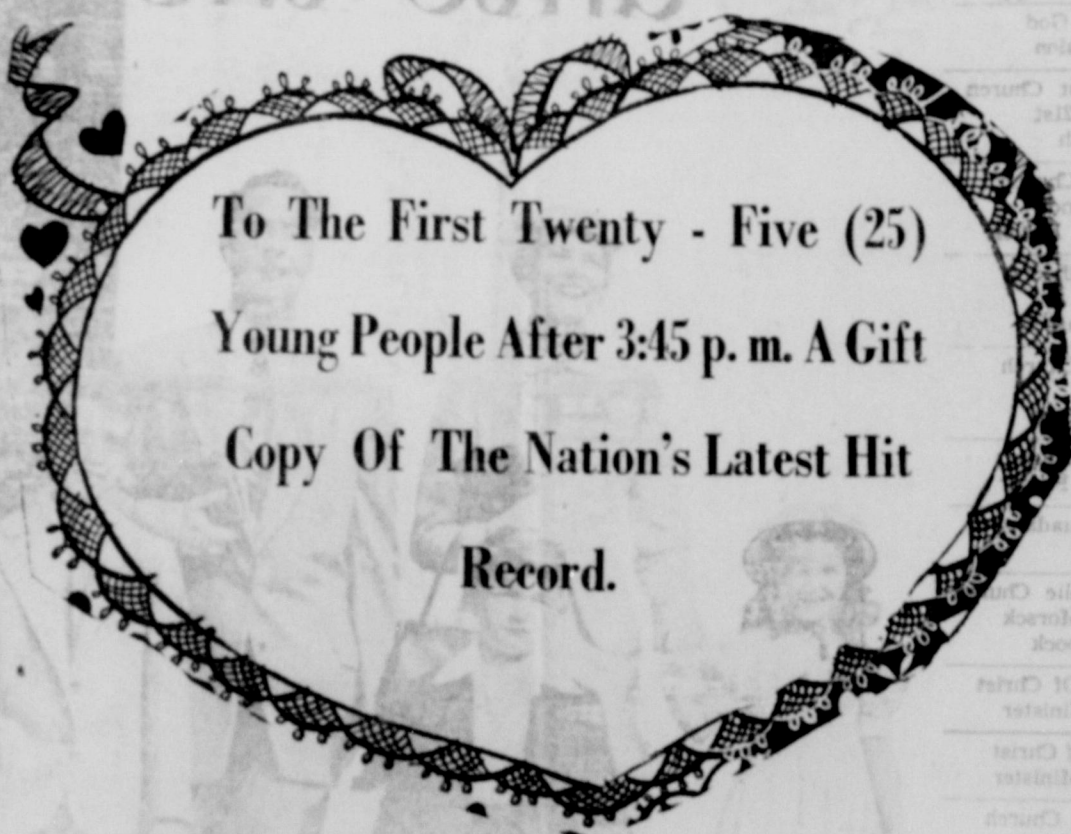 To The First Twenty - Five (25)
Young People After 3:45 p. m. A Gift
Copy Of The Nation's Latest Hit
Record.